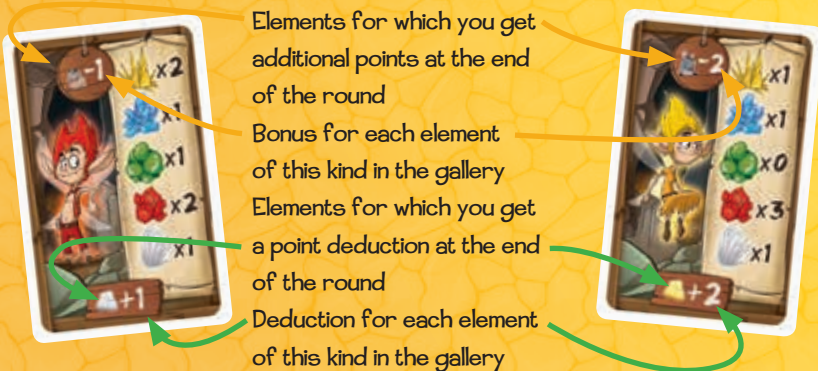 -1
x2
x1
x1
x2
x1
+1
Elements for which you get
additional points at the end
of the round
Bonus for each element
of this kind in the gallery
Elements for which you get
a point deduction at the end
of the round
Deduction for each element
of this kind in the gallery
-2
x1
x1
x0
x3
x1
+2